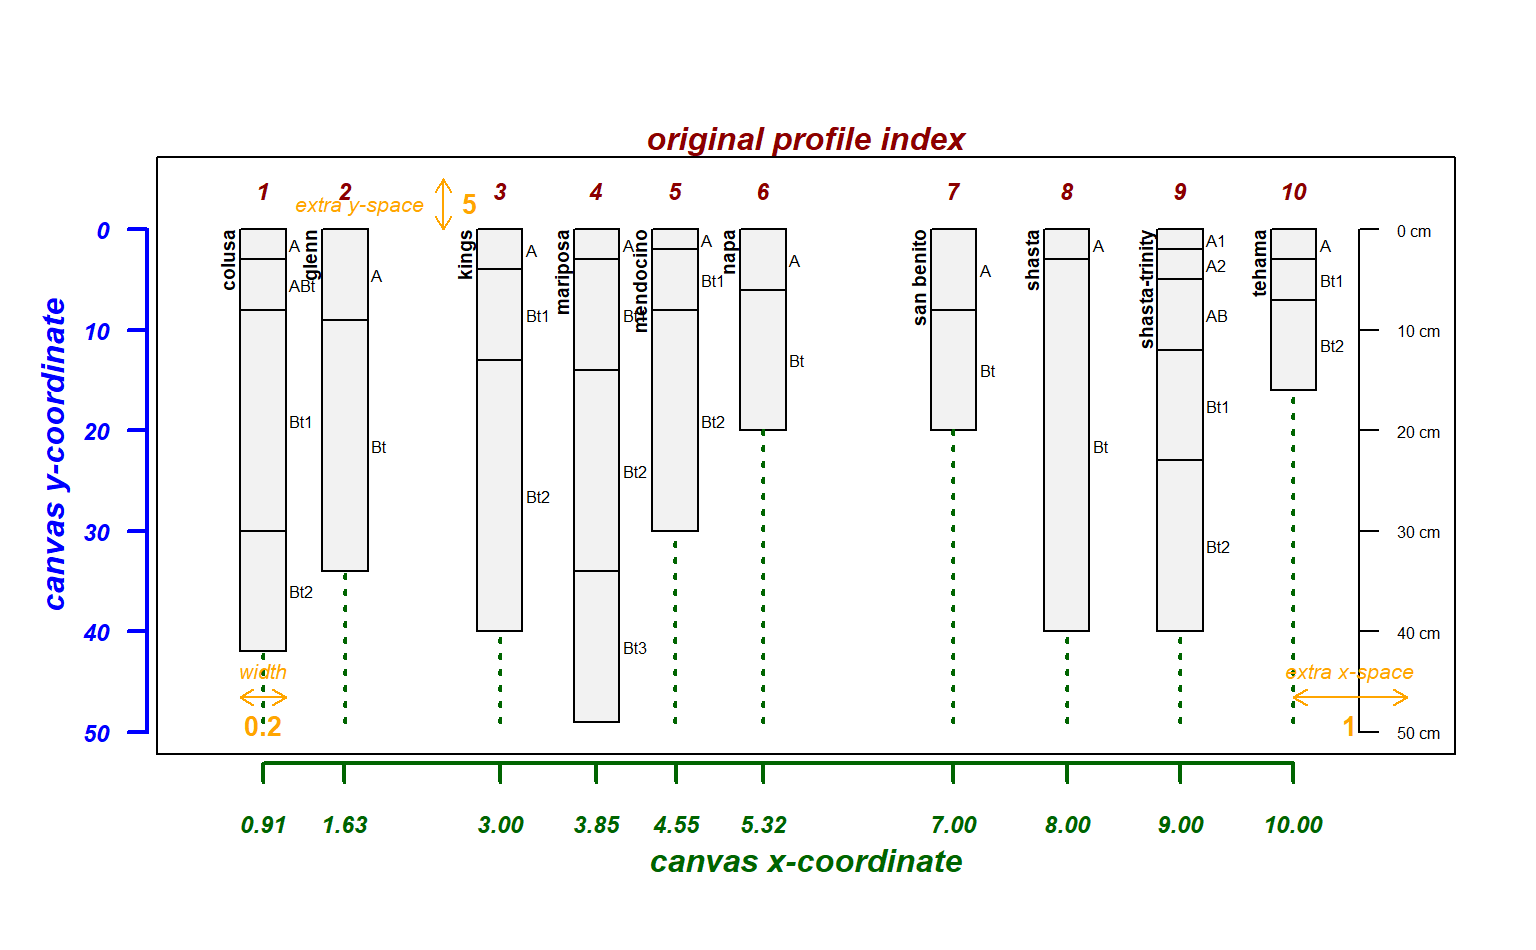 original profile index
1 2 3 4 5 6 7 8 9 10
extra y-space 5
canvas y-coordinate
0
10
20
30
40
50
colusa
A
ABt
Bt1
Bt2
glenn
A
Bt
kings
A
Bt1
Bt2
mariposa
A
Bt1
Bt2
Bt3
mendocino
A
Bt1
Bt2
napa
A
Bt
san benito
A
Bt
shasta
A
Bt
shasta-trinity
A1
A2
AB
Bt1
Bt2
tehama
A
Bt1
Bt2
0 cm
10 cm
20 cm
30 cm
40 cm
50 cm
width
0.2
extra x-space
1
0.91 1.63 3.00 3.85 4.55 5.32 7.00 8.00 9.00 10.00
canvas x-coordinate